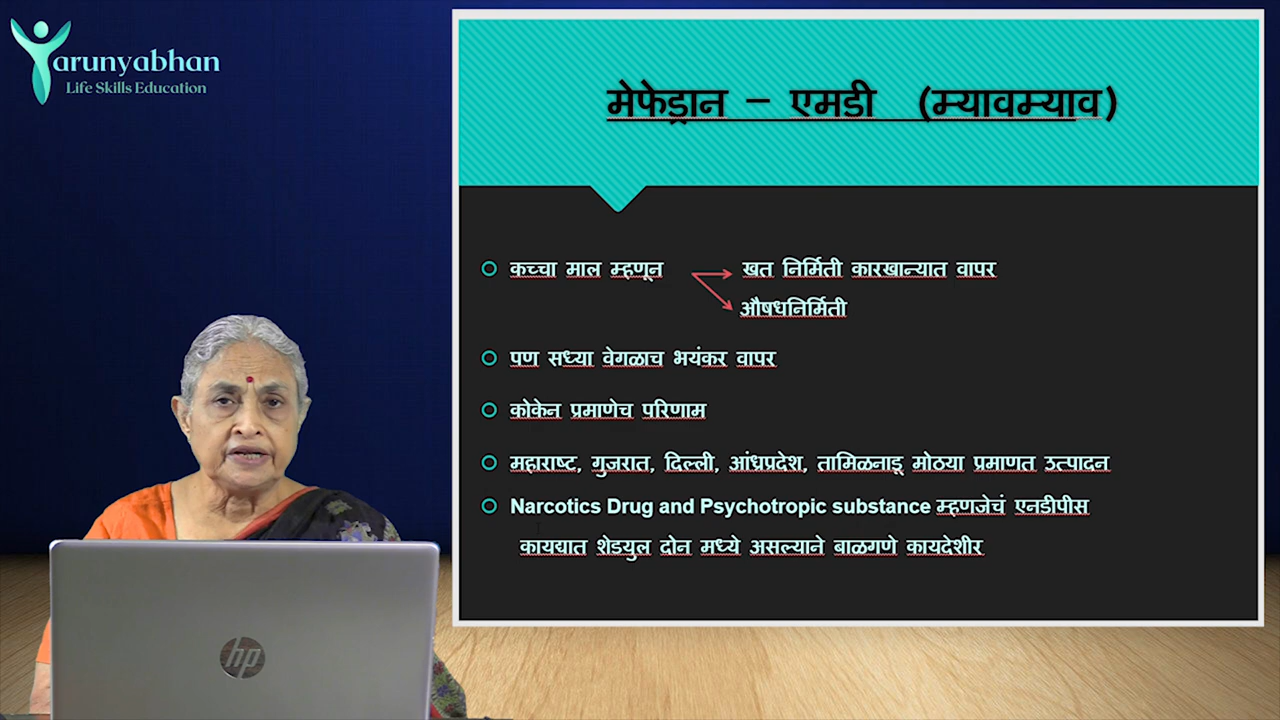 Tarunyabhan
Life Skills Education
मेफेड्रान – एमडी (म्यावम्याव)
कच्चा माल म्हणून खत निर्मिती कारखान्यात वापर
औषधनिर्मिती
पण सध्या वेगळाच भयंकर वापर
कोकेन प्रमाणेच परिणाम
महाराष्ट, गुजरात, दिल्ली, आंध्रप्रदेश, तामिळनाडू मोठया प्रमाणत उत्पादन
Narcotics Drug and Psychotropic substance म्हणजेचं एनडीपीस
कायद्यात शेडयुल दोन मध्ये असल्याने बाळगणे कायदेशीर
hp